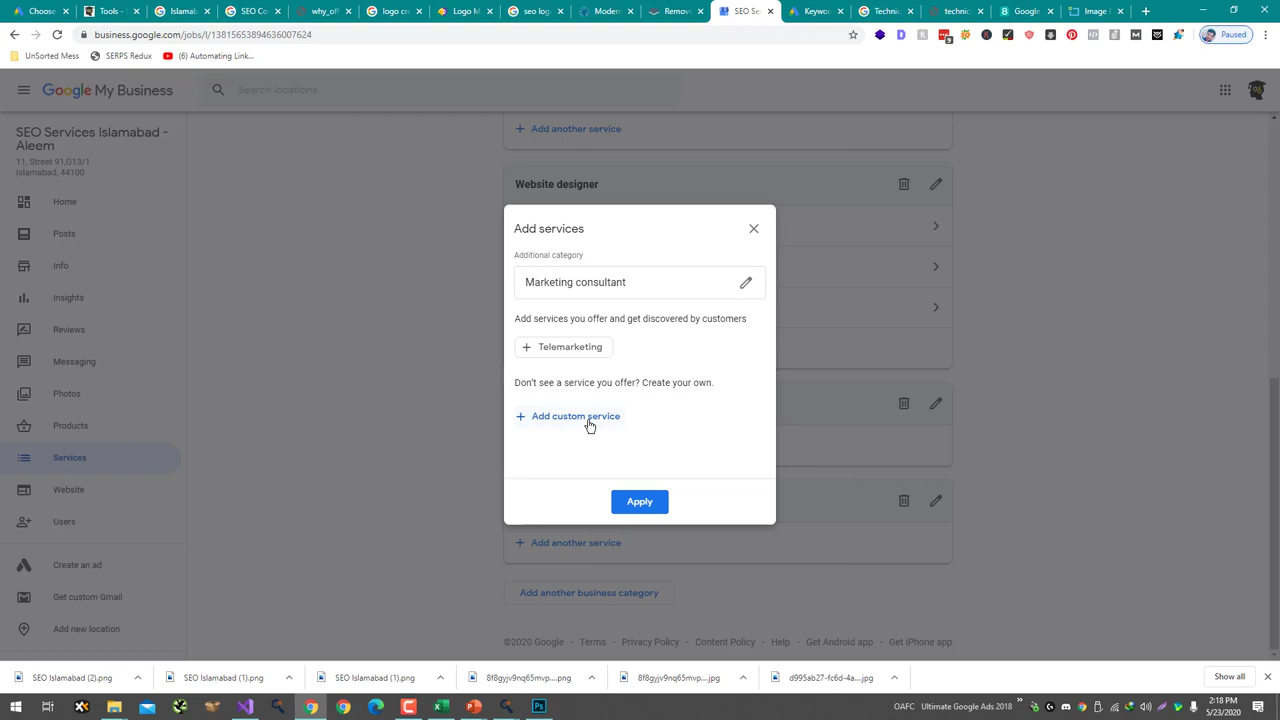 Choose
Tools -
Islamab
SEO Co
why_off
logo cre
Logo M
seo log
Modern
Remov
SEO Se
Keywor
Technic
technic
Google
Image F
business.google.com/jobs/l/13815653894636007624
Paused
UnSorted Mess
SERPS Redux
(6) Automating Link...
Google My Business
Search locations
SEO Services Islamabad -
Aleem
11, Street 91,G13/1
Islamabad, 44100
Home
Posts
Info
Insights
Reviews
Messaging
Photos
Products
Services
Website
Users
Create an ad
Get custom Gmail
Add new location
Add another service
Website designer
Add services
Additional category
Marketing consultant
Add services you offer and get discovered by customers
Telemarketing
Don't see a service you offer? Create your own.
Add custom service
Apply
Add another service
Add another business category
©2020 Google - Terms - Privacy Policy - Content Policy - Help - Get Android app - Get iPhone app
SEO Islamabad (2).png
SEO Islamabad (1).png
SEO Islamabad (1).png
8f8gyjv9nq65mvp....png
8f8gyjv9nq65mvp....jpg
d995ab27-fc6d-4a....jpg
Show all
OAFC
Ultimate Google Ads 2018
2:18 PM
5/23/2020